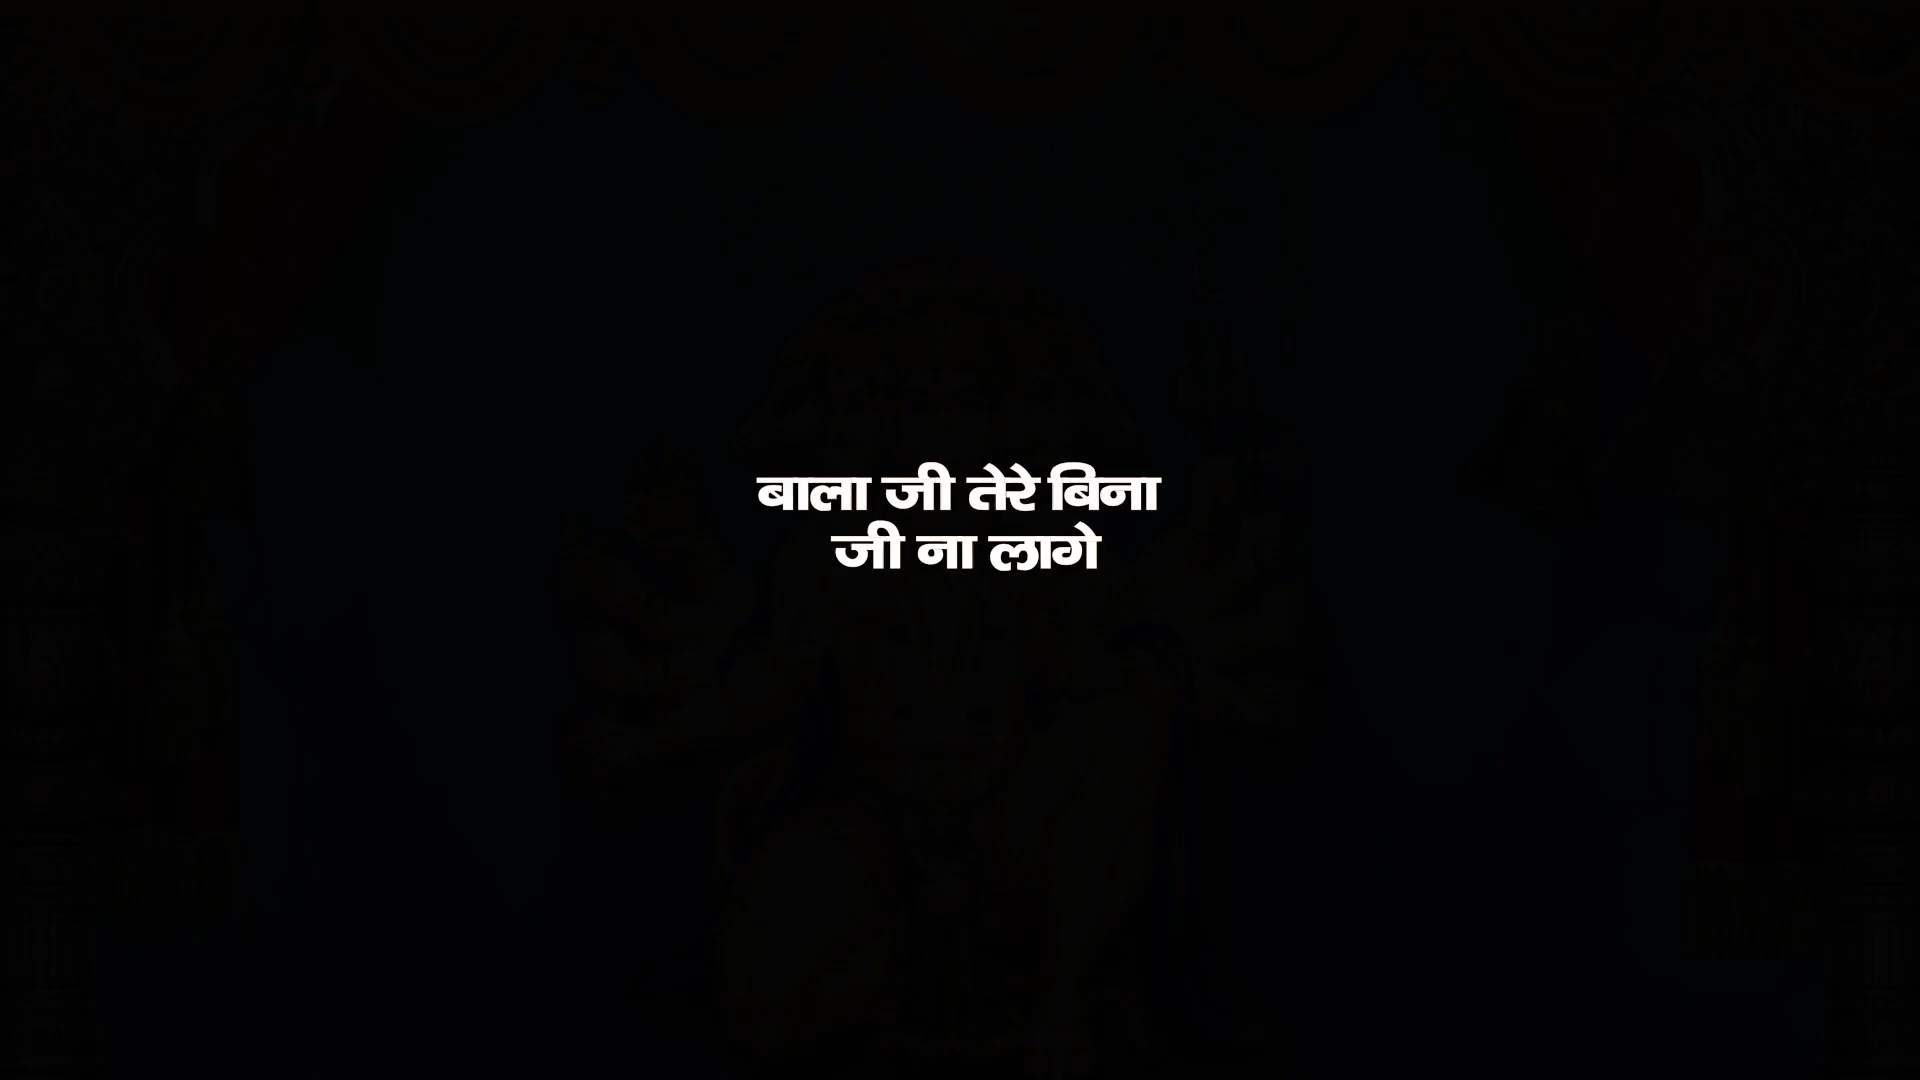 बाला जी तेरे बिना
जी ना लागे